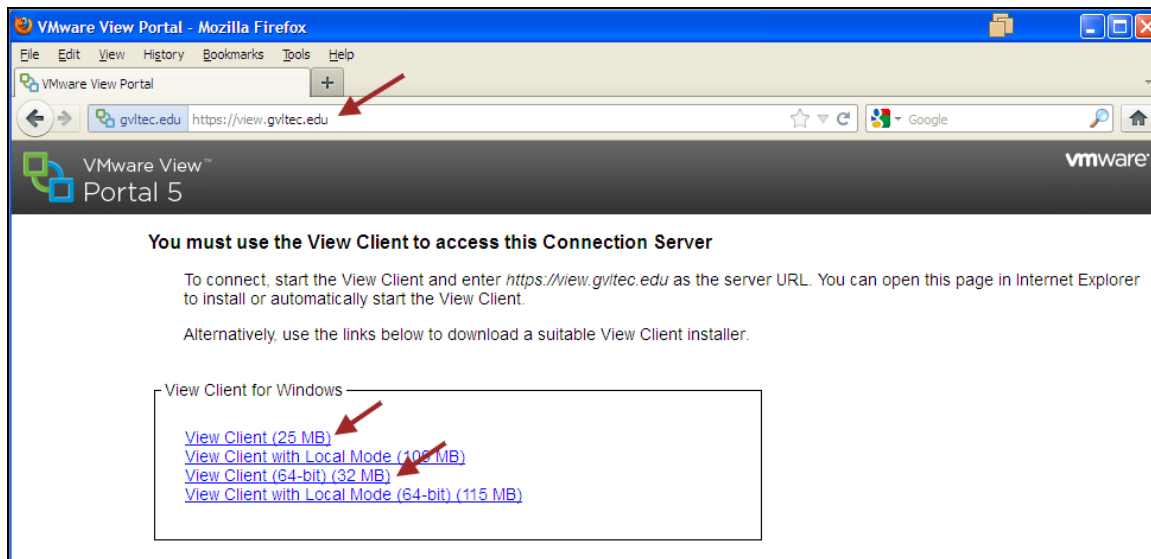 VMware View Portal - Mozilla Firefox
File Edit View History Bookmarks Tools Help
VMware View Portal +
gvltec.edu https://view.gvltec.edu Google
VMware View™
Portal 5
vmware
You must use the View Client to access this Connection Server
To connect, start the View Client and enter https://view.gvltec.edu as the server URL. You can open this page in Internet Explorer
to install or automatically start the View Client.
Alternatively, use the links below to download a suitable View Client installer.
View Client for Windows
View Client (25 MB)
View Client with Local Mode (109 MB)
View Client (64-bit) (32 MB)
View Client with Local Mode (64-bit) (115 MB)